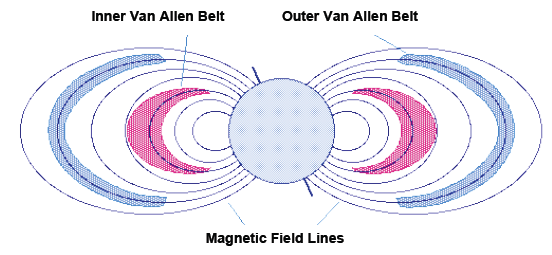 Inner Van Allen Belt
Outer Van Allen Belt
Magnetic Field Lines